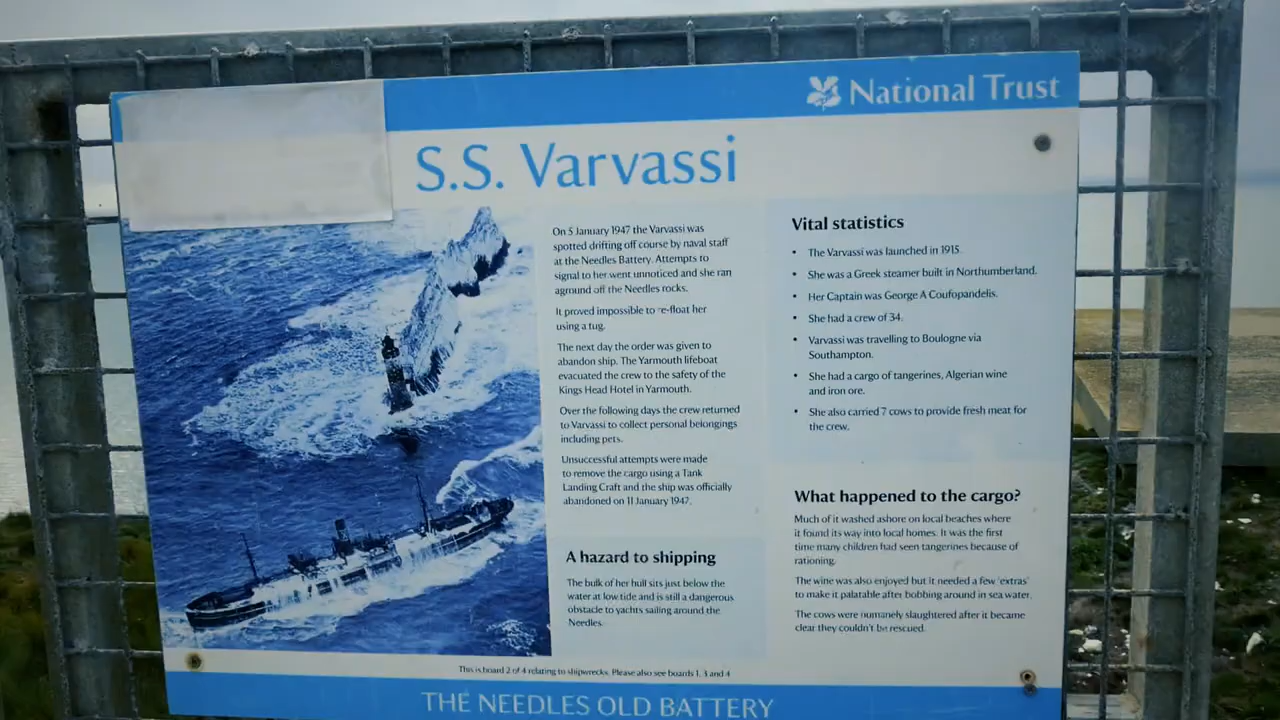 National Trust
S.S. Varvassi
On 5 January 1947 the Varvassi was
spotted drifting off course by naval staff
at the Needles Battery. Attempts to
signal to her went unnoticed and she ran
aground off the Needles rocks.
It proved impossible to re-float her
using a tug.
The next day the order was given to
abandon ship. The Yarmouth lifeboat
evacuated the crew to the safety of the
Kings Head Hotel in Yarmouth.
Over the following days the crew returned
to Varvassi to collect personal belongings
including pets.
Unsuccessful attempts were made
to remove the cargo using a Tank
Landing Craft and the ship was officially
abandoned on 11 January 1947.
A hazard to shipping
The bulk of her hull sits just below the
water at low tide and is still a dangerous
obstacle to yachts sailing around the
Needles.
Vital statistics
• The Varvassi was launched in 1915.
• She was a Greek steamer built in Northumberland.
• Her Captain was George A Coufopandelis.
• She had a crew of 34.
• Varvassi was travelling to Boulogne via
Southampton.
• She had a cargo of tangerines, Algerian wine
and iron ore.
• She also carried 7 cows to provide fresh meat for
the crew.
What happened to the cargo?
Much of it washed ashore on local beaches where
it found its way into local homes. It was the first
time many children had seen tangerines because of
rationing.
The wine was also enjoyed but it needed a few 'extras'
to make it palatable after bobbing around in sea water.
The cows were humanely slaughtered after it became
clear they couldn't be rescued.
This is board 2 of 4 relating to shipwrecks. Please also see boards 1, 3 and 4
THE NEEDLES OLD BATTERY